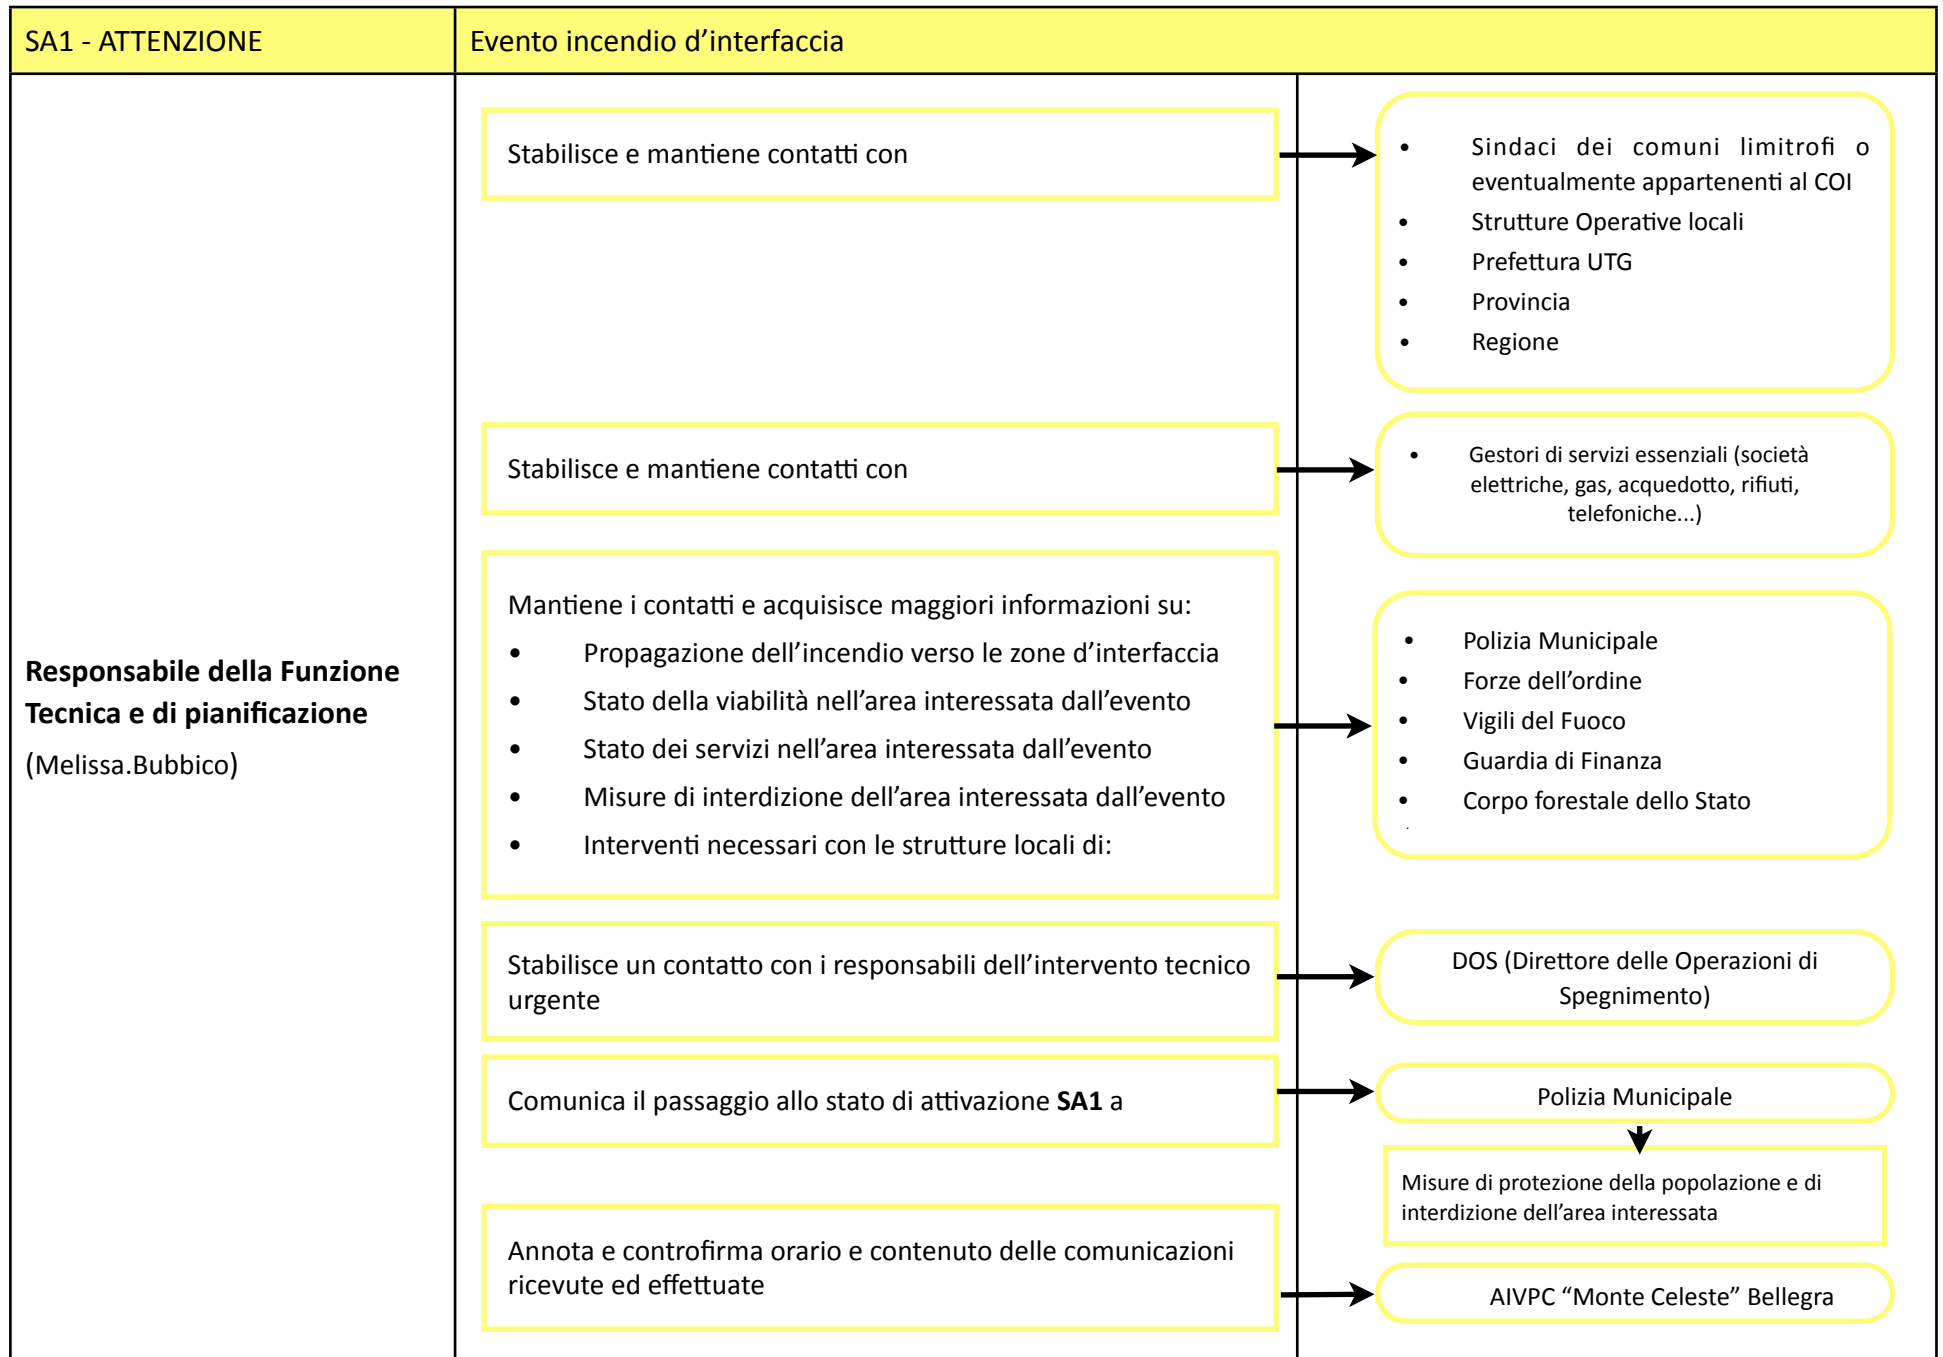 SA1 - ATTENZIONE
Evento incendio d’interfaccia
Responsabile della Funzione
Tecnica e di pianificazione
(Melissa.Bubbico)
Stabilisce e mantiene contatti con
• Sindaci dei comuni limitrofi o
eventualmente appartenenti al COI
• Strutture Operative locali
• Prefettura UTG
• Provincia
• Regione
Stabilisce e mantiene contatti con
• Gestori di servizi essenziali (società
elettriche, gas, acquedotto, rifiuti,
telefoniche...)
Mantiene i contatti e acquisisce maggiori informazioni su:
• Propagazione dell’incendio verso le zone d’interfaccia
• Stato della viabilità nell’area interessata dall’evento
• Stato dei servizi nell’area interessata dall’evento
• Misure di interdizione dell’area interessata dall’evento
• Interventi necessari con le strutture locali di:
• Polizia Municipale
• Forze dell’ordine
• Vigili del Fuoco
• Guardia di Finanza
• Corpo forestale dello Stato
Stabilisce un contatto con i responsabili dell’intervento tecnico
urgente
DOS (Direttore delle Operazioni di
Spegnimento)
Comunica il passaggio allo stato di attivazione SA1 a
Polizia Municipale
Misure di protezione della popolazione e di
interdizione dell’area interessata
Annota e controfirma orario e contenuto delle comunicazioni
ricevute ed effettuate
AIVPC “Monte Celeste” Bellegra